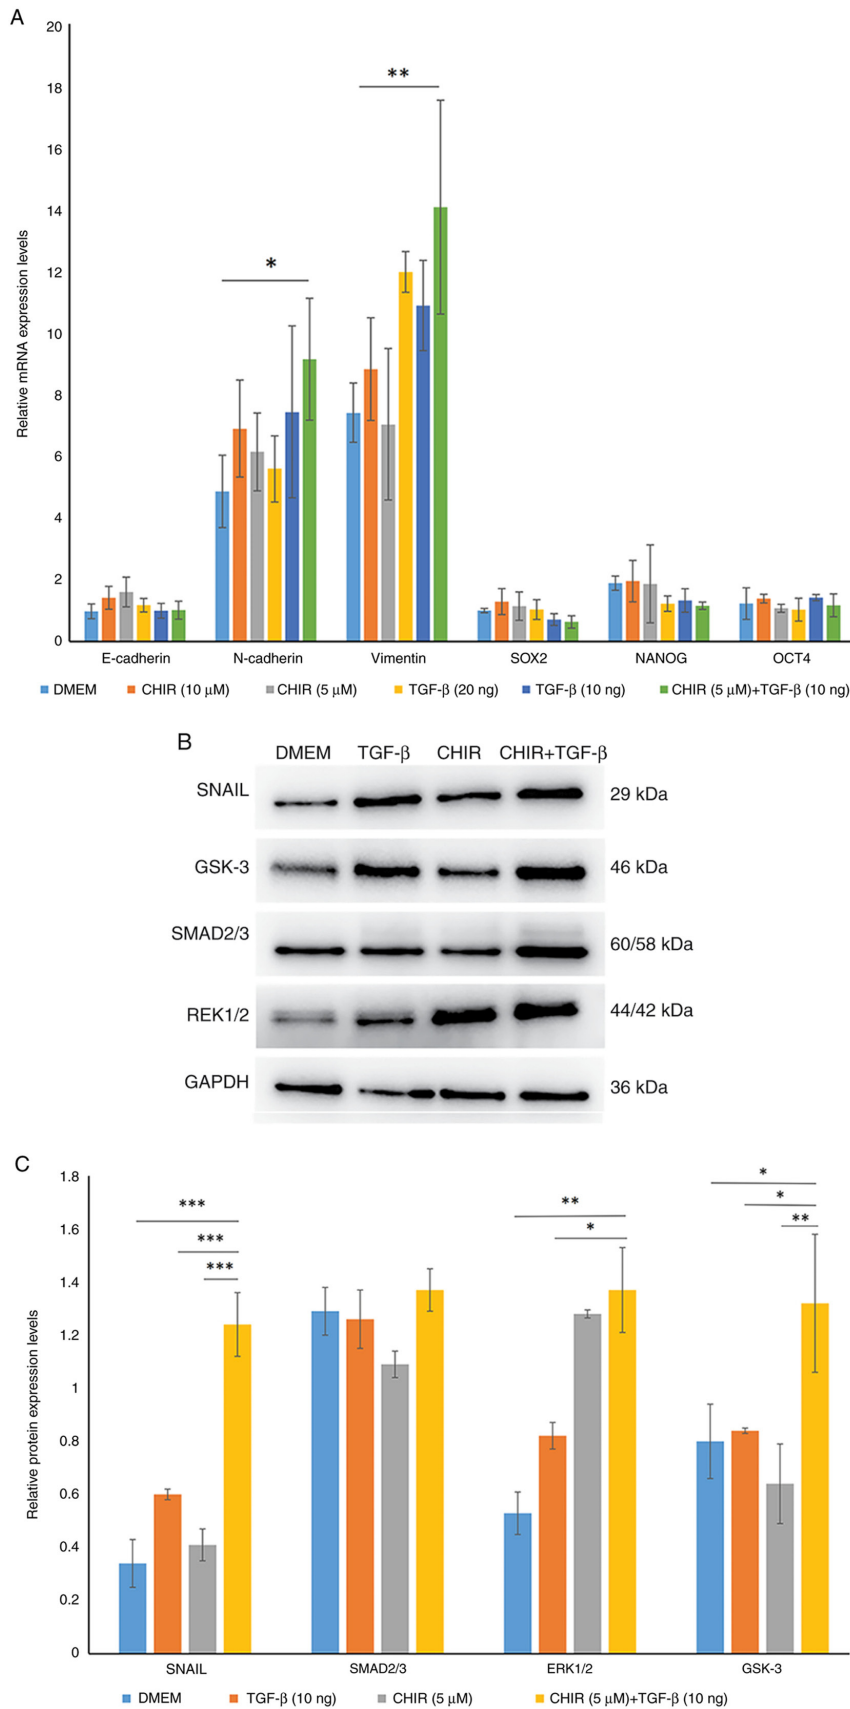 A
20
18
16
14
12
10
8
6
4
2
0
Relative mRNA expression levels
*
**
E-cadherin N-cadherin Vimentin SOX2 NANOG OCT4
DMEM CHIR (10 µM) CHIR (5 µM) TGF-β (20 ng) TGF-β (10 ng) CHIR (5 µM)+TGF-β (10 ng)
B
DMEM TGF-β CHIR CHIR+TGF-β
SNAIL 29 kDa
GSK-3 46 kDa
SMAD2/3 60/58 kDa
REK1/2 44/42 kDa
GAPDH 36 kDa
C
1.8
1.6
1.4
1.2
1
0.8
0.6
0.4
0.2
0
Relative protein expression levels
***
***
***
**
*
*
*
**
SNAIL SMAD2/3 ERK1/2 GSK-3
DMEM TGF-β (10 ng) CHIR (5 µM) CHIR (5 µM)+TGF-β (10 ng)